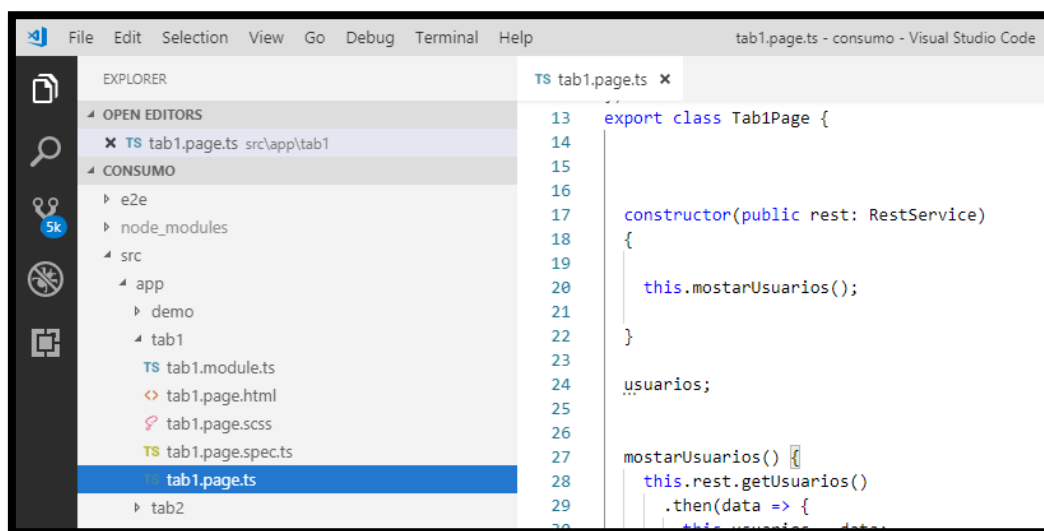 File Edit Selection View Go Debug Terminal Help tab1.page.ts - consumo - Visual Studio Code
EXPLORER
OPEN EDITORS
TS tab1.page.ts src\app\tab1
CONSUMO
e2e
node_modules
src
app
demo
tab1
TS tab1.module.ts
<> tab1.page.html
tab1.page.scss
TS tab1.page.spec.ts
TS tab1.page.ts
tab2
5k
TS tab1.page.ts
13 export class Tab1Page {
14
15
16
17 constructor(public rest: RestService)
18 {
19
20 this.mostarUsuarios();
21
22 }
23
24 usuarios;
25
26
27 mostarUsuarios() {
28 this.rest.getUsuarios()
29 .then(data => {